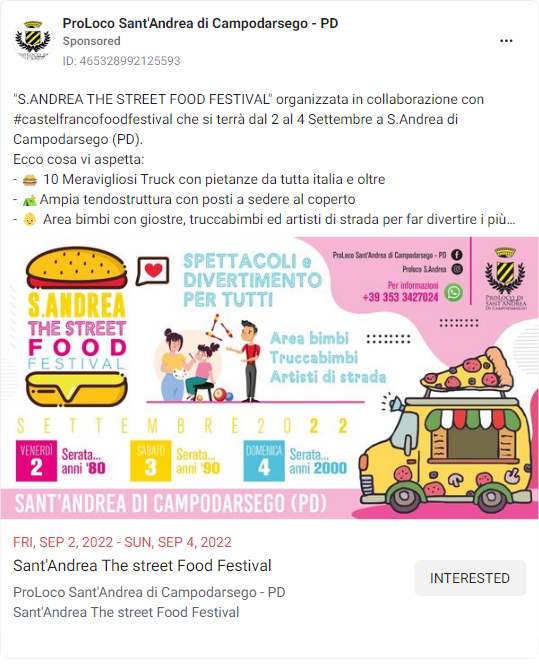 ProLoco Sant'Andrea di Campodarsego - PD
Sponsored
ID: 465328992125593
"S.ANDREA THE STREET FOOD FESTIVAL" organizzata in collaborazione con
#castelfrancofoodfestival che si terrà dal 2 al 4 Settembre a S.Andrea di
Campodarsego (PD).
Ecco cosa vi aspetta:
- 🍔 10 Meravigliosi Truck con pietanze da tutta italia e oltre
- 🏕️ Ampia tendostruttura con posti a sedere al coperto
- 👶 Area bimbi con giostre, truccabimbi ed artisti di strada per far divertire i più...
S.ANDREA
THE STREET
FOOD
FESTIVAL
SPETTACOLI e
DIVERTIMENTO
PER TUTTI
ProLoco Sant'Andrea di Campodarsego - PD
Proloco S.Andrea
Per informazioni
+39 353 3427024
PROLOCO DI
SANT'ANDREA
DI CAMPODARSEGO
Area bimbi
Truccabimbi
Artisti di strada
SETTEMBRE2022
VENERDÌ
2
Serata...
anni '80
SABATO
3
Serata...
anni '90
DOMENICA
4
Serata...
anni 2000
SANT'ANDREA DI CAMPODARSEGO (PD)
FRI, SEP 2, 2022 - SUN, SEP 4, 2022
Sant'Andrea The street Food Festival
INTERESTED
ProLoco Sant'Andrea di Campodarsego - PD
Sant'Andrea The street Food Festival